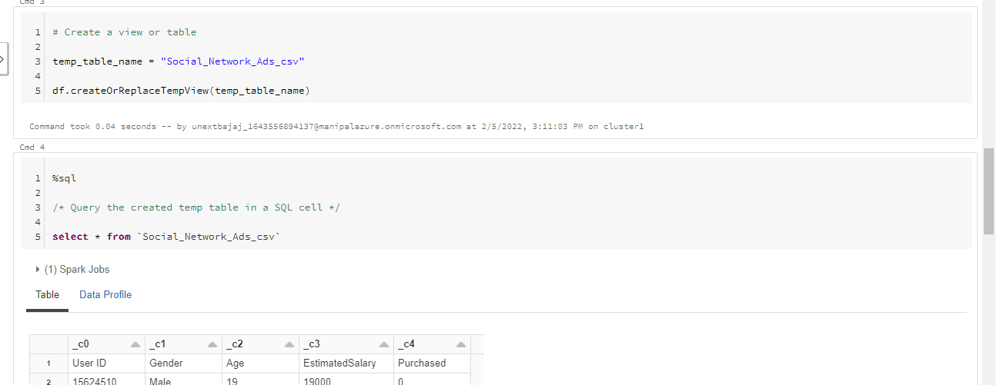 Cmd 3
1 # Create a view or table
2
3 temp_table_name = "Social_Network_Ads_csv"
4
5 df.createOrReplaceTempView(temp_table_name)
Command took 0.04 seconds -- by unextbajaj_1643556894137@manipalazure.onmicrosoft.com at 2/5/2022, 3:11:03 PM on cluster1
Cmd 4
1 %sql
2
3 /* Query the created temp table in a SQL cell */
4
5 select * from `Social_Network_Ads_csv`
(1) Spark Jobs
Table Data Profile
_c0 _c1 _c2 _c3 _c4
1 User ID Gender Age EstimatedSalary Purchased
2 15624510 Male 19 19000 0